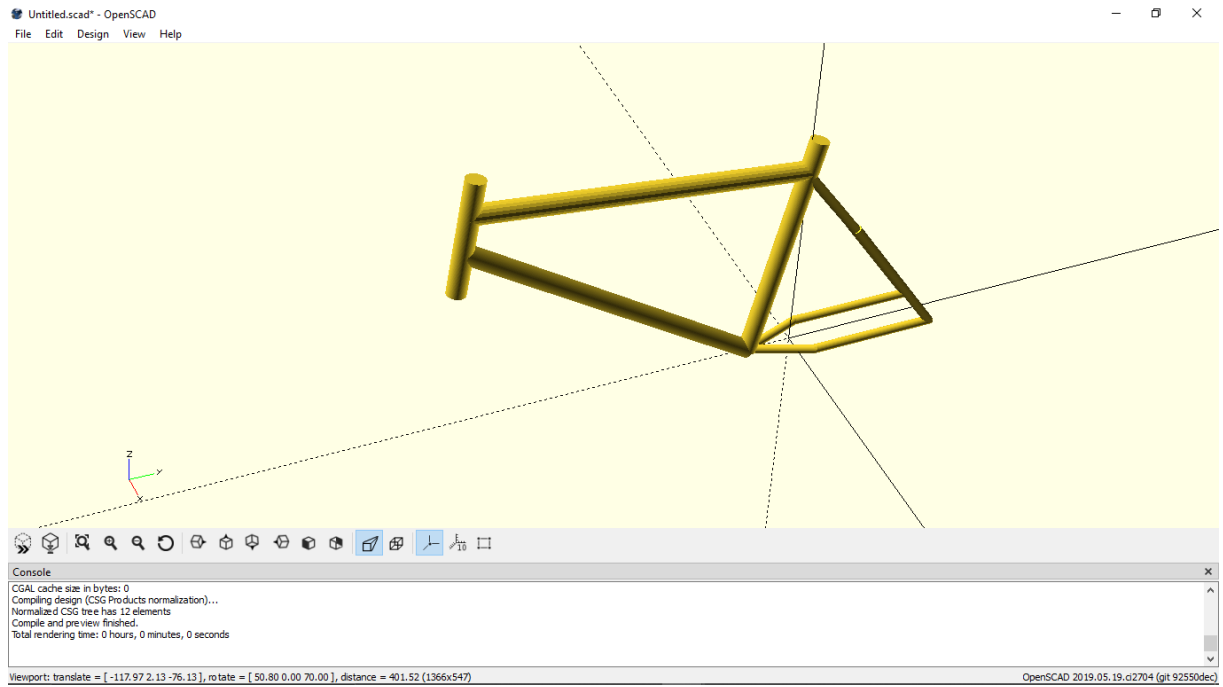 Untitled.scad* - OpenSCAD
File Edit Design View Help
z
y
x
10
Console
CGAL cache size in bytes: 0
Compiling design (CSG Products normalization)...
Normalized CSG tree has 12 elements
Compile and preview finished.
Total rendering time: 0 hours, 0 minutes, 0 seconds
Viewport: translate = [ -117.97 2.13 -76.13 ], rotate = [ 50.80 0.00 70.00 ], distance = 401.52 (1366x547) OpenSCAD 2019.05.19.ci2704 (git 92550dec)